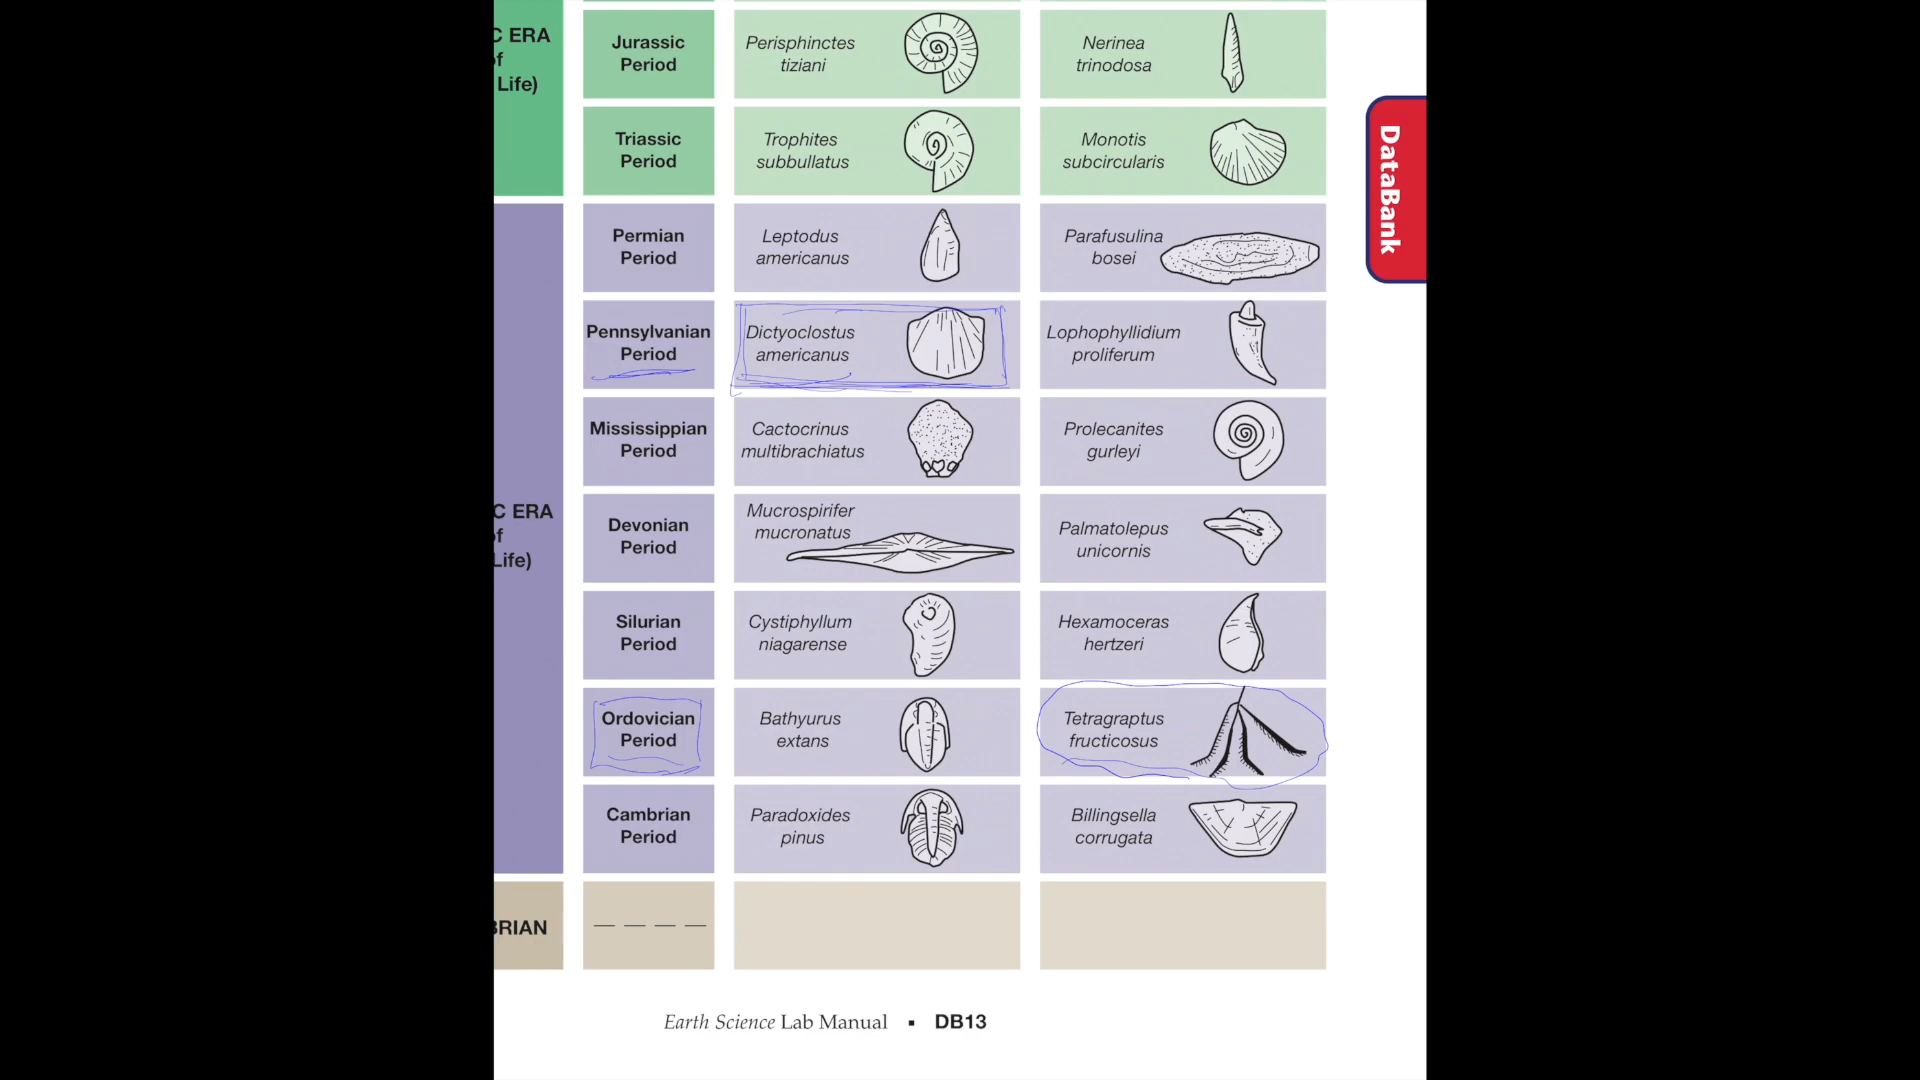 C ERA
of
Life)
Jurassic
Period
Perisphinctes
tiziani
Nerinea
trinodosa
Triassic
Period
Trophites
subbullatus
Monotis
subcircularis
DataBank
Permian
Period
Leptodus
americanus
Parafusulina
bosei
Pennsylvanian
Period
Dictyoclostus
americanus
Lophophyllidium
proliferum
Mississippian
Period
Cactocrinus
multibrachiatus
Prolecanites
gurleyi
C ERA
of
Life)
Devonian
Period
Mucrospirifer
mucronatus
Palmatolepus
unicornis
Silurian
Period
Cystiphyllum
niagarense
Hexamoceras
hertzeri
Ordovician
Period
Bathyurus
extans
Tetragraptus
fructicosus
Cambrian
Period
Paradoxides
pinus
Billingsella
corrugata
BRIAN
Earth Science Lab Manual ▪ DB13